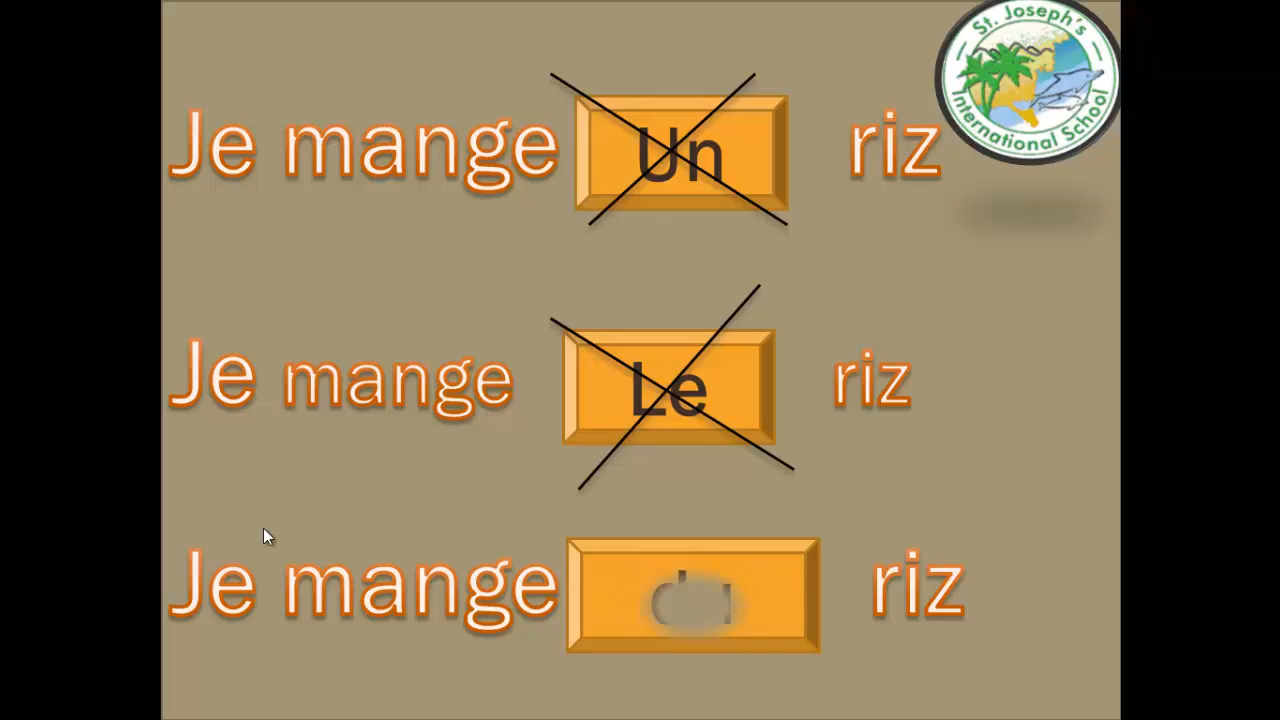 St. Joseph's
International School
Je mange Un riz
Je mange Le riz
Je mange riz